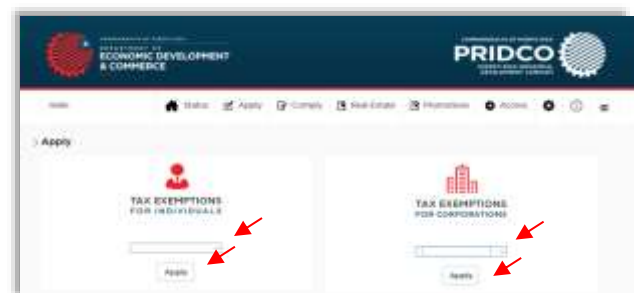 ECONOMIC DEVELOPMENT
& COMMERCE
PRIDCO
Status Apply Comply Real Estate Promotions Access
> Apply
TAX EXEMPTIONS
FOR INDIVIDUALS
Apply
TAX EXEMPTIONS
FOR CORPORATIONS
Apply